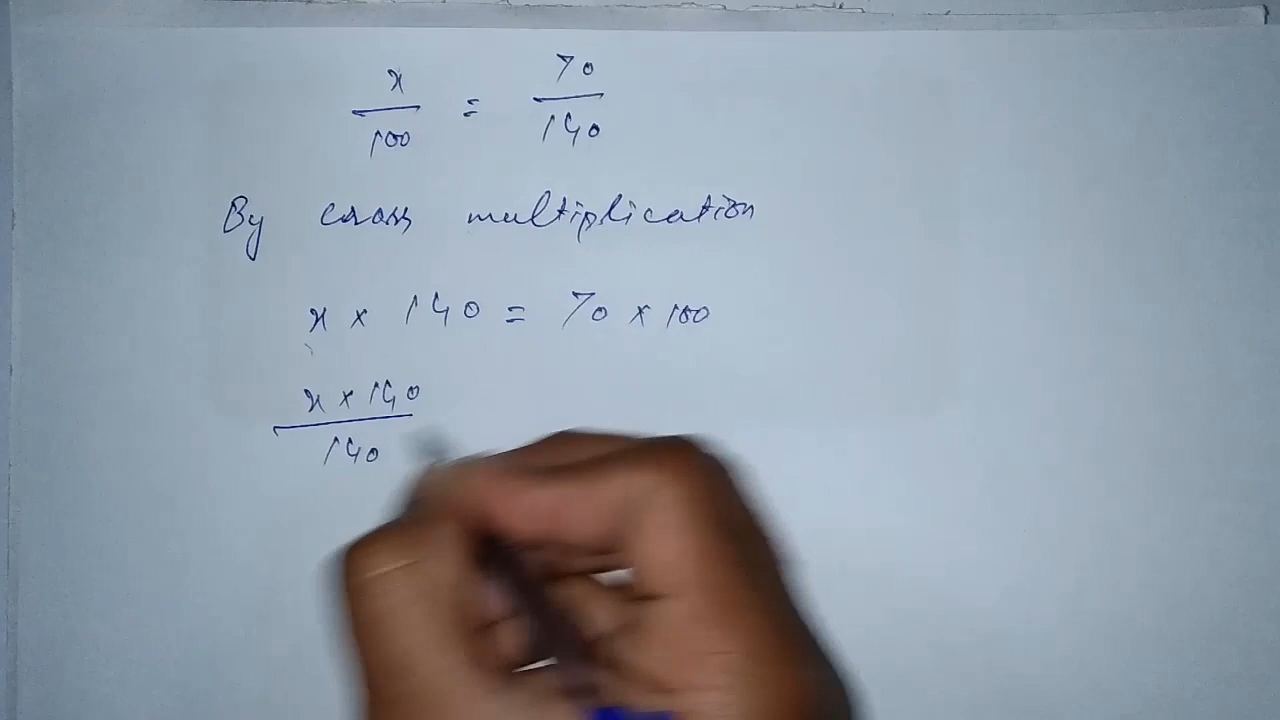 x/100 = 70/140
By cross multiplication
x × 140 = 70 × 100
x × 140/140